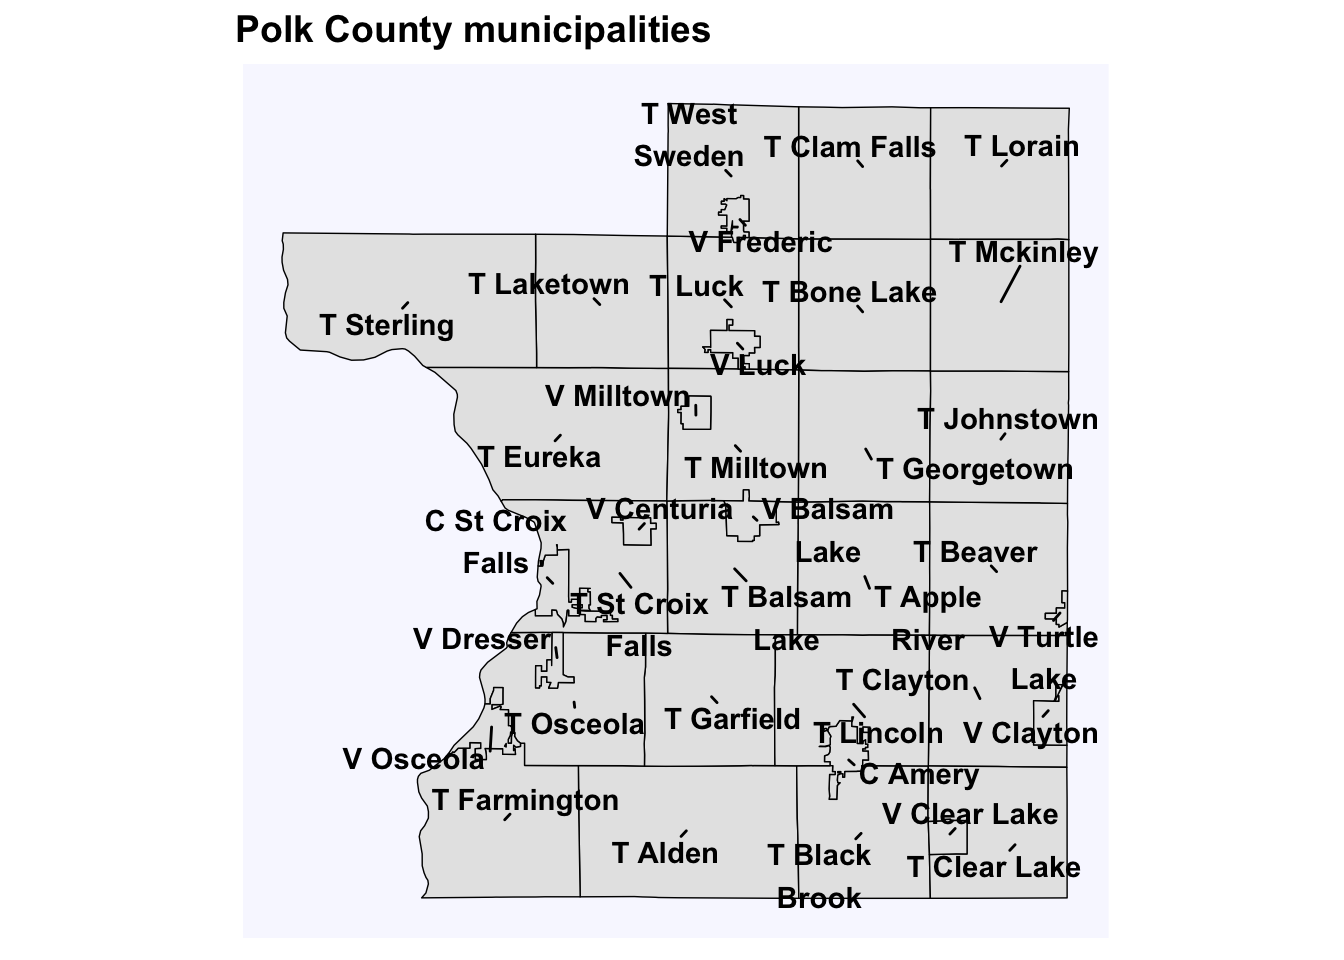 Polk County municipalities
T West
Sweden
T Clam Falls
T Lorain
V Frederic
T Mckinley
T Laketown
T Luck
T Bone Lake
T Sterling
V Luck
V Milltown
T Johnstown
T Eureka
T Milltown
T Georgetown
C St Croix
Falls
V Centuria
V Balsam
Lake
T Beaver
T St Croix
Falls
T Balsam
Lake
T Apple
River
V Turtle
Lake
V Dresser
T Clayton
T Osceola
T Garfield
T Lincoln
V Clayton
V Osceola
C Amery
T Farmington
V Clear Lake
T Alden
T Black
Brook
T Clear Lake